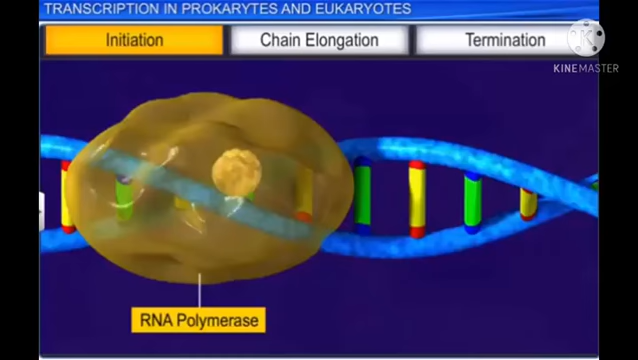 TRANSCRIPTION IN PROKARYTES AND EUKARYOTES
Initiation
Chain Elongation
Termination
KINEMASTER
RNA Polymerase